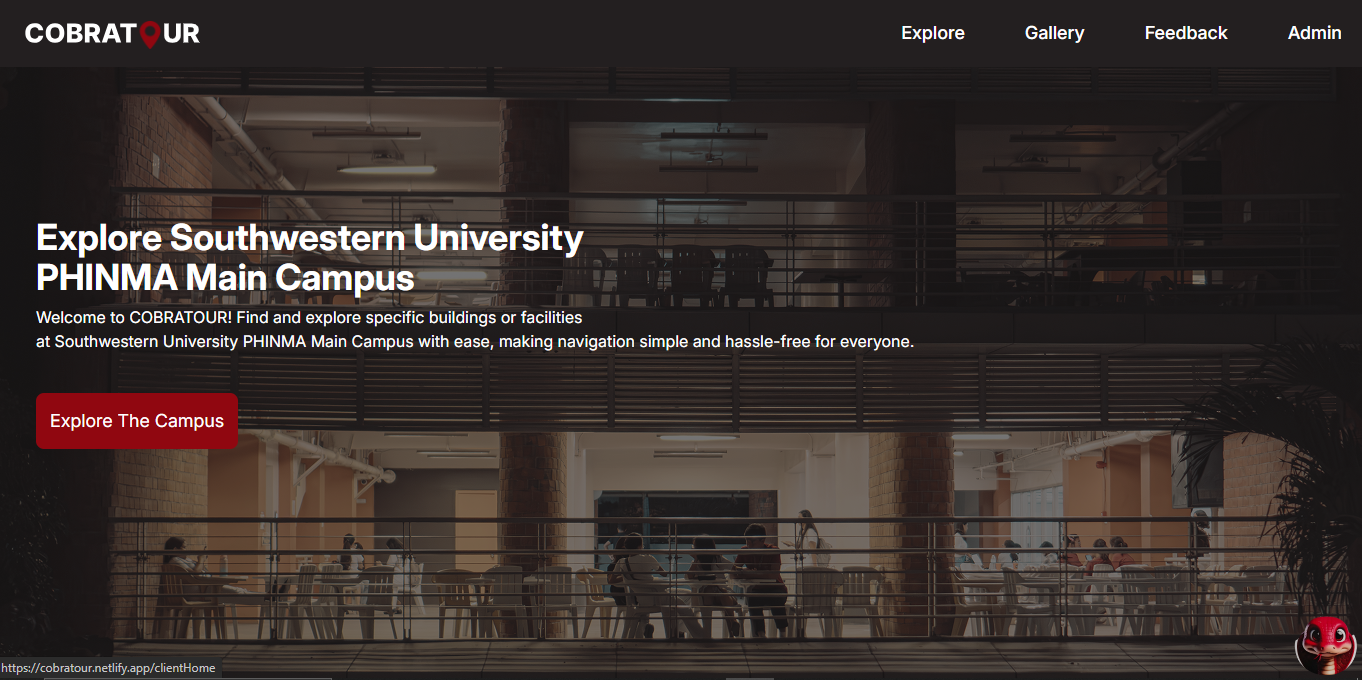 COBRATOUR
Explore
Gallery
Feedback
Admin
Explore Southwestern University
PHINMA Main Campus
Welcome to COBRATOUR! Find and explore specific buildings or facilities
at Southwestern University PHINMA Main Campus with ease, making navigation simple and hassle-free for everyone.
Explore The Campus
https://cobratour.netlify.app/clientHome